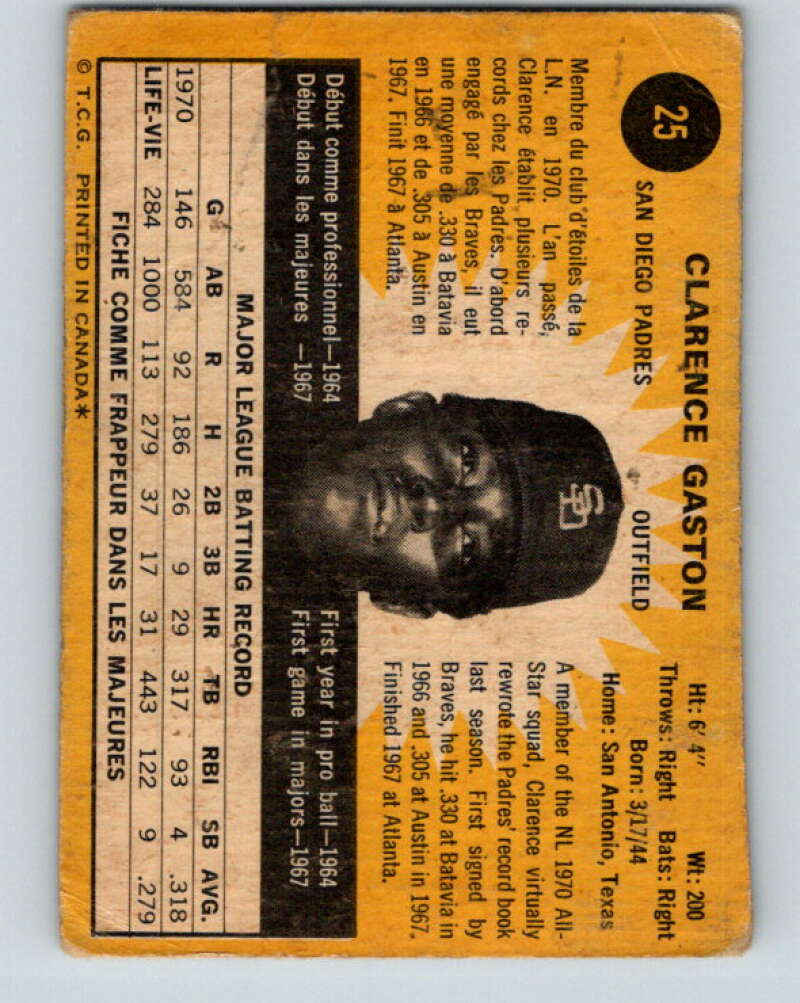 25
CLARENCE GASTON
SAN DIEGO PADRES OUTFIELD
Ht: 6' 4" Wt: 200
Throws: Right Bats: Right
Born: 3/17/44
Home: San Antonio, Texas
Membre du club d'étoiles de la
L.N. en 1970. L'an passé,
Clarence établit plusieurs re-
cords chez les Padres. D'abord
engagé par les Braves, il eut
une moyenne de .330 à Batavia
en 1966 et de .305 à Austin en
1967. Finit 1967 à Atlanta.
SD
A member of the NL 1970 All-
Star squad, Clarence virtually
rewrote the Padres' record book
last season. First signed by
Braves, he hit .330 at Batavia in
1966 and .305 at Austin in 1967.
Finished 1967 at Atlanta.
Début comme professionnel—1964
Début dans les majeures —1967
First year in pro ball—1964
First game in majors—1967
MAJOR LEAGUE BATTING RECORD
G AB R H 2B 3B HR TB RBI SB AVG.
1970 146 584 92 186 26 9 29 317 93 4 .318
LIFE-VIE 284 1000 113 279 37 17 31 443 122 9 .279
FICHE COMME FRAPPEUR DANS LES MAJEURES
© T.C.G. PRINTED IN CANADA*